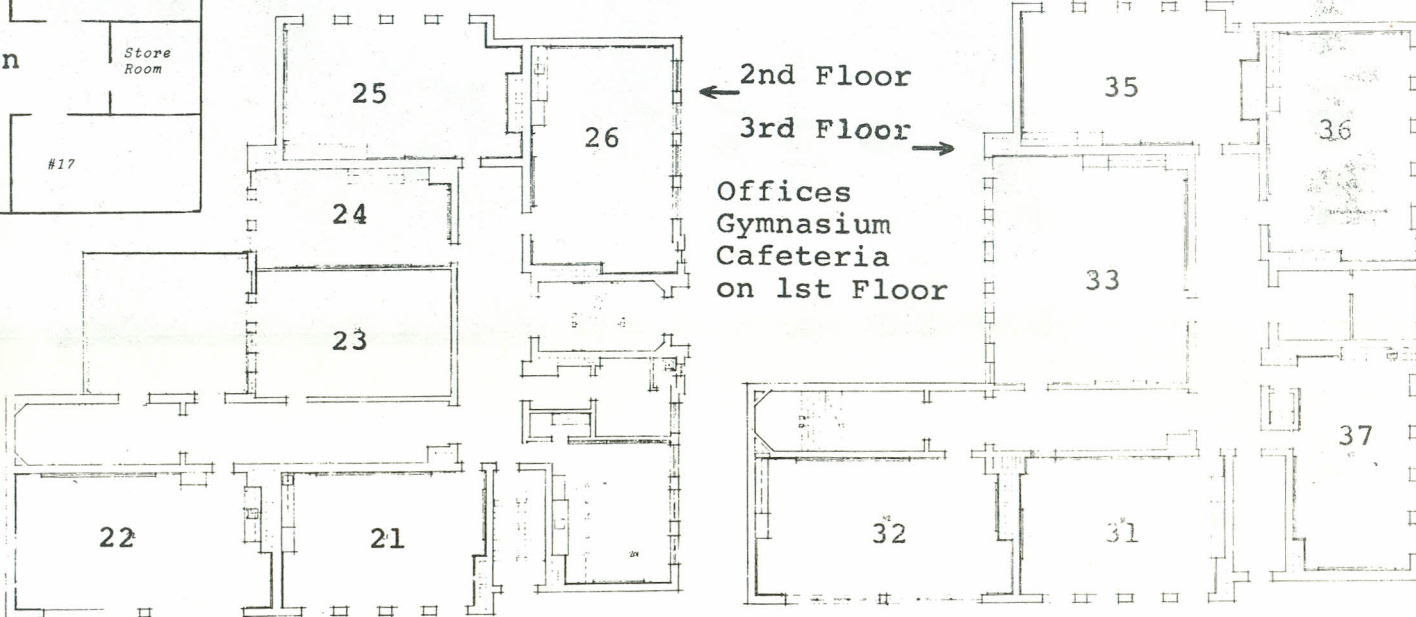 n
Store
Room
#17
25
26
24
23
22
21
2nd Floor
3rd Floor
Offices
Gymnasium
Cafeteria
on 1st Floor
35
36
33
37
32
31